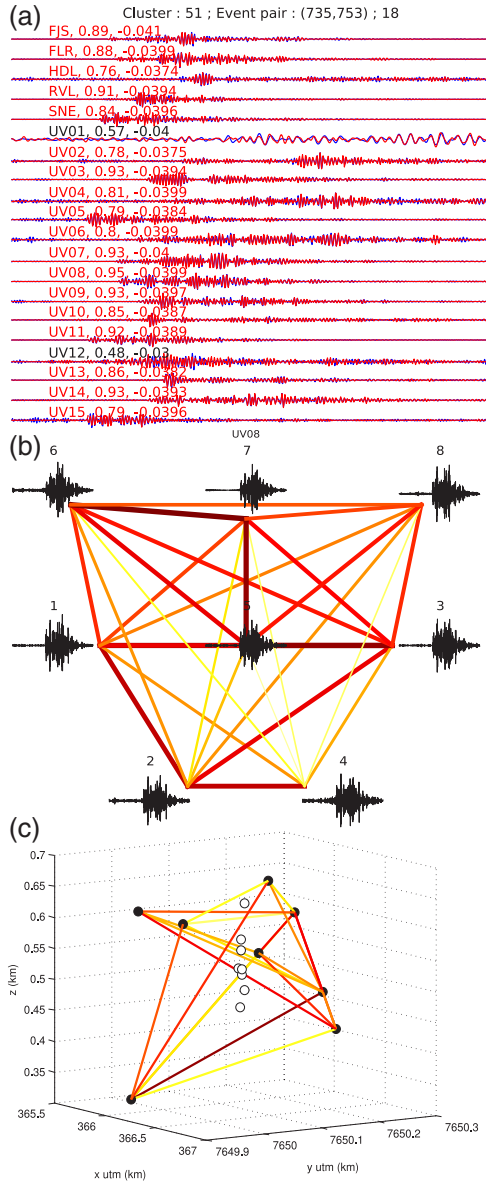 (a)
Cluster : 51 ; Event pair : (735,753) ; 18
FJS, 0.89, -0.041
FLR, 0.88, -0.0399
HDL, 0.76, -0.0374
RVL, 0.91, -0.0394
SNE, 0.84, -0.0396
UV01, 0.57, -0.04
UV02, 0.78, -0.0375
UV03, 0.93, -0.0394
UV04, 0.81, -0.0399
UV05, 0.79, -0.0384
UV06, 0.8, -0.0399
UV07, 0.93, -0.04
UV08, 0.95, -0.0399
UV09, 0.93, -0.0397
UV10, 0.85, -0.0387
UV11, 0.92, -0.0389
UV12, 0.48, -0.03
UV13, 0.86, -0.0382
UV14, 0.93, -0.0393
UV15, 0.79, -0.0396
(b)
UV08
6 7 8
1 5 3
2 4
(c)
0.7
0.65
0.6
0.55
0.5
0.45
0.4
0.35
z (km)
365.5
366
366.5
367
x utm (km)
7649.9
7650
7650.1
7650.2
7650.3
y utm (km)